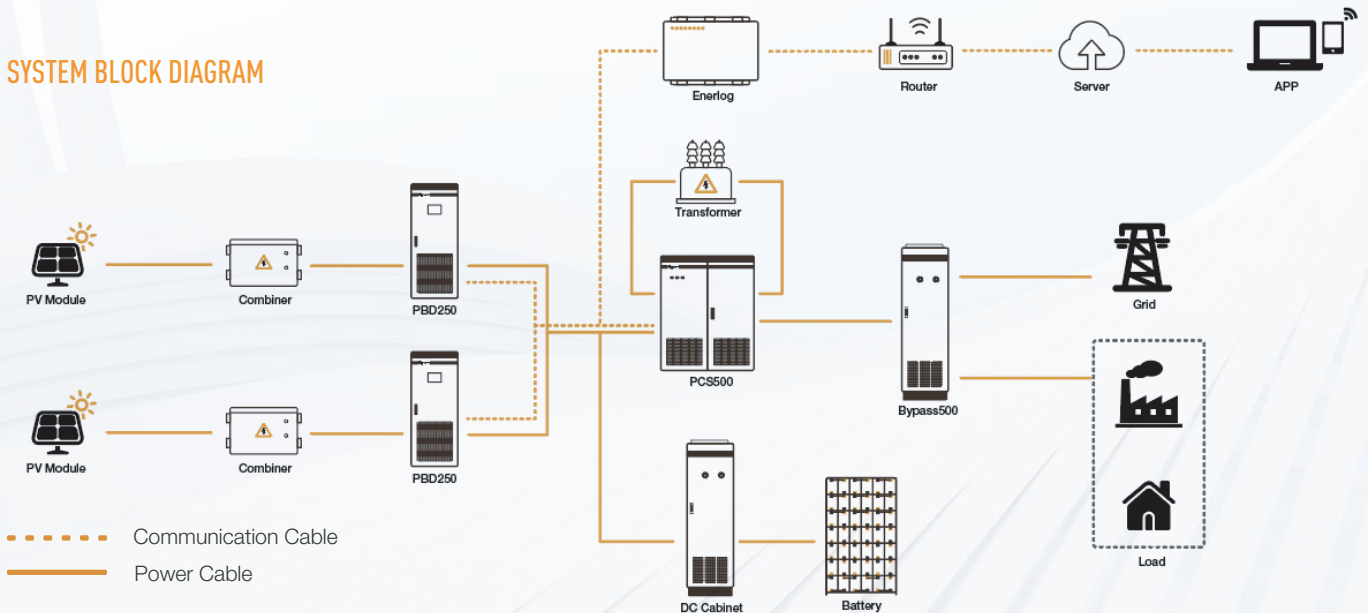 SYSTEM BLOCK DIAGRAM
Enerlog
Router
Server
APP
Transformer
PV Module
Combiner
PBD250
PCS500
Bypass500
Grid
PV Module
Combiner
PBD250
Load
Communication Cable
Power Cable
DC Cabinet
Battery